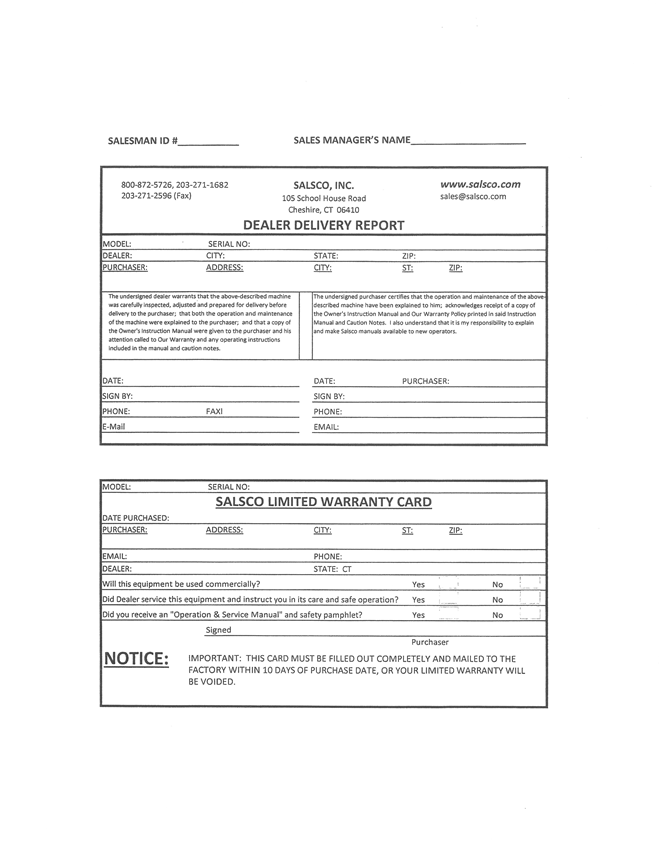 SALESMAN ID #___________ SALES MANAGER'S NAME____________________
800-872-5726, 203-271-1682 SALSCO, INC. www.salsco.com
203-271-2596 (Fax) 105 School House Road sales@salsco.com
Cheshire, CT 06410
DEALER DELIVERY REPORT
MODEL: SERIAL NO:
DEALER: CITY: STATE: ZIP:
PURCHASER: ADDRESS: CITY: ST: ZIP:
The undersigned dealer warrants that the above-described machine
was carefully inspected, adjusted and prepared for delivery before
delivery to the purchaser; that both the operation and maintenance
of the machine were explained to the purchaser; and that a copy of
the Owner's Instruction Manual were given to the purchaser and his
attention called to Our Warranty and any operating instructions
included in the manual and caution notes.
The undersigned purchaser certifies that the operation and maintenance of the above-
described machine have been explained to him; acknowledges receipt of a copy of
the Owner's Instruction Manual and Our Warranty Policy printed in said Instruction
Manual and Caution Notes. I also understand that it is my responsibility to explain
and make Salsco manuals available to new operators.
DATE: DATE: PURCHASER:
SIGN BY: SIGN BY:
PHONE: FAXI PHONE:
E-Mail EMAIL:
MODEL: SERIAL NO:
SALSCO LIMITED WARRANTY CARD
DATE PURCHASED:
PURCHASER: ADDRESS: CITY: ST: ZIP:
EMAIL: PHONE:
DEALER: STATE: CT
Will this equipment be used commercially? Yes No
Did Dealer service this equipment and instruct you in its care and safe operation? Yes No
Did you receive an "Operation & Service Manual" and safety pamphlet? Yes No
Signed
Purchaser
NOTICE: IMPORTANT: THIS CARD MUST BE FILLED OUT COMPLETELY AND MAILED TO THE
FACTORY WITHIN 10 DAYS OF PURCHASE DATE, OR YOUR LIMITED WARRANTY WILL
BE VOIDED.